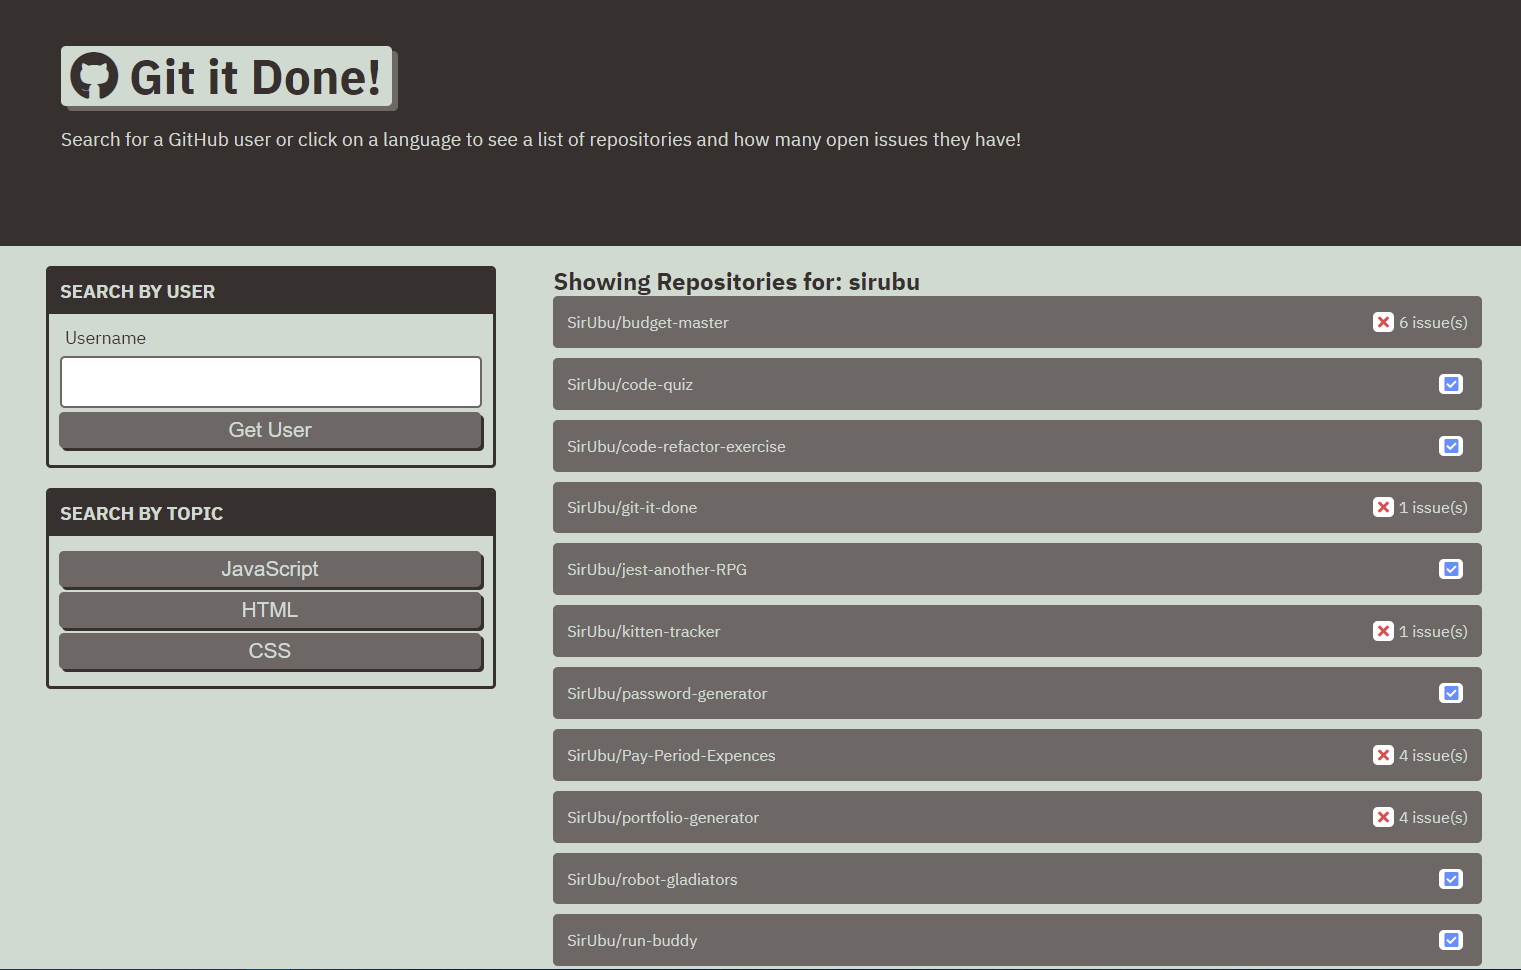 Git it Done!
Search for a GitHub user or click on a language to see a list of repositories and how many open issues they have!
SEARCH BY USER
Username
Get User
SEARCH BY TOPIC
JavaScript
HTML
CSS
Showing Repositories for: sirubu
SirUbu/budget-master 6 issue(s)
SirUbu/code-quiz
SirUbu/code-refactor-exercise
SirUbu/git-it-done 1 issue(s)
SirUbu/jest-another-RPG
SirUbu/kitten-tracker 1 issue(s)
SirUbu/password-generator
SirUbu/Pay-Period-Expences 4 issue(s)
SirUbu/portfolio-generator 4 issue(s)
SirUbu/robot-gladiators
SirUbu/run-buddy